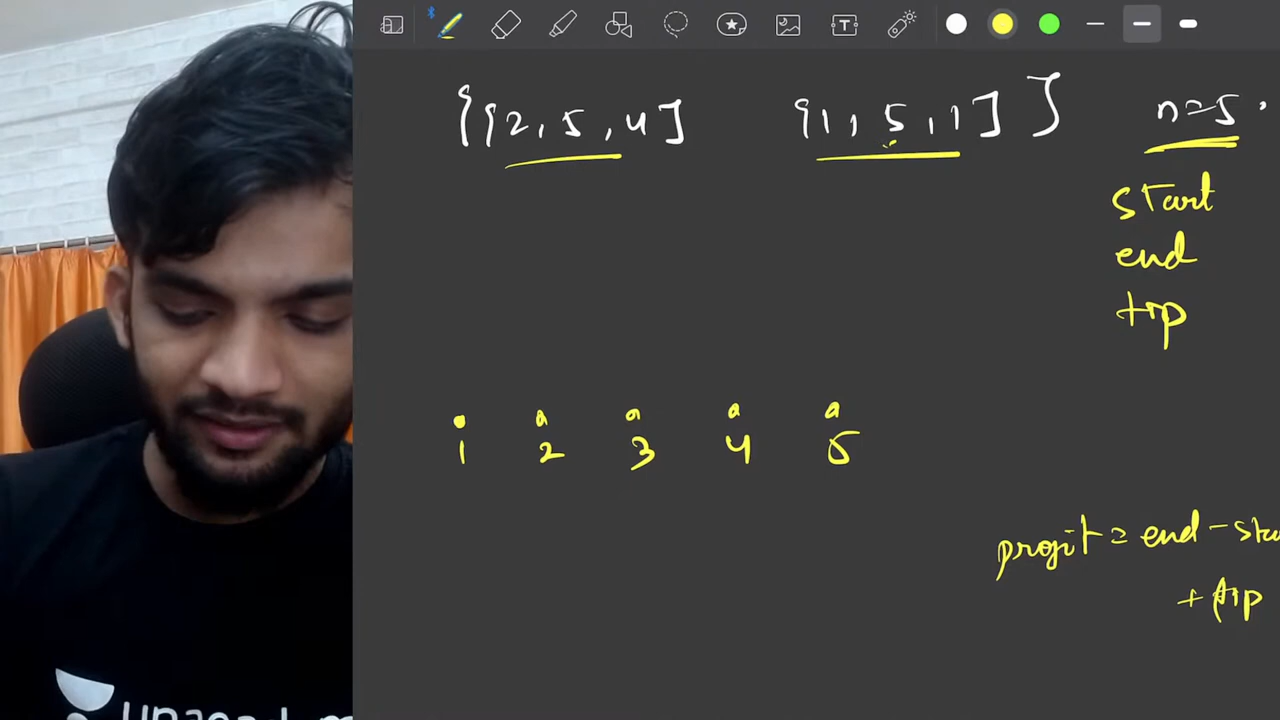 {[2, 5, 4] [1, 5, 1]} n=5
start
end
tip
1 2 3 4 5
profit = end - sta
+ tip